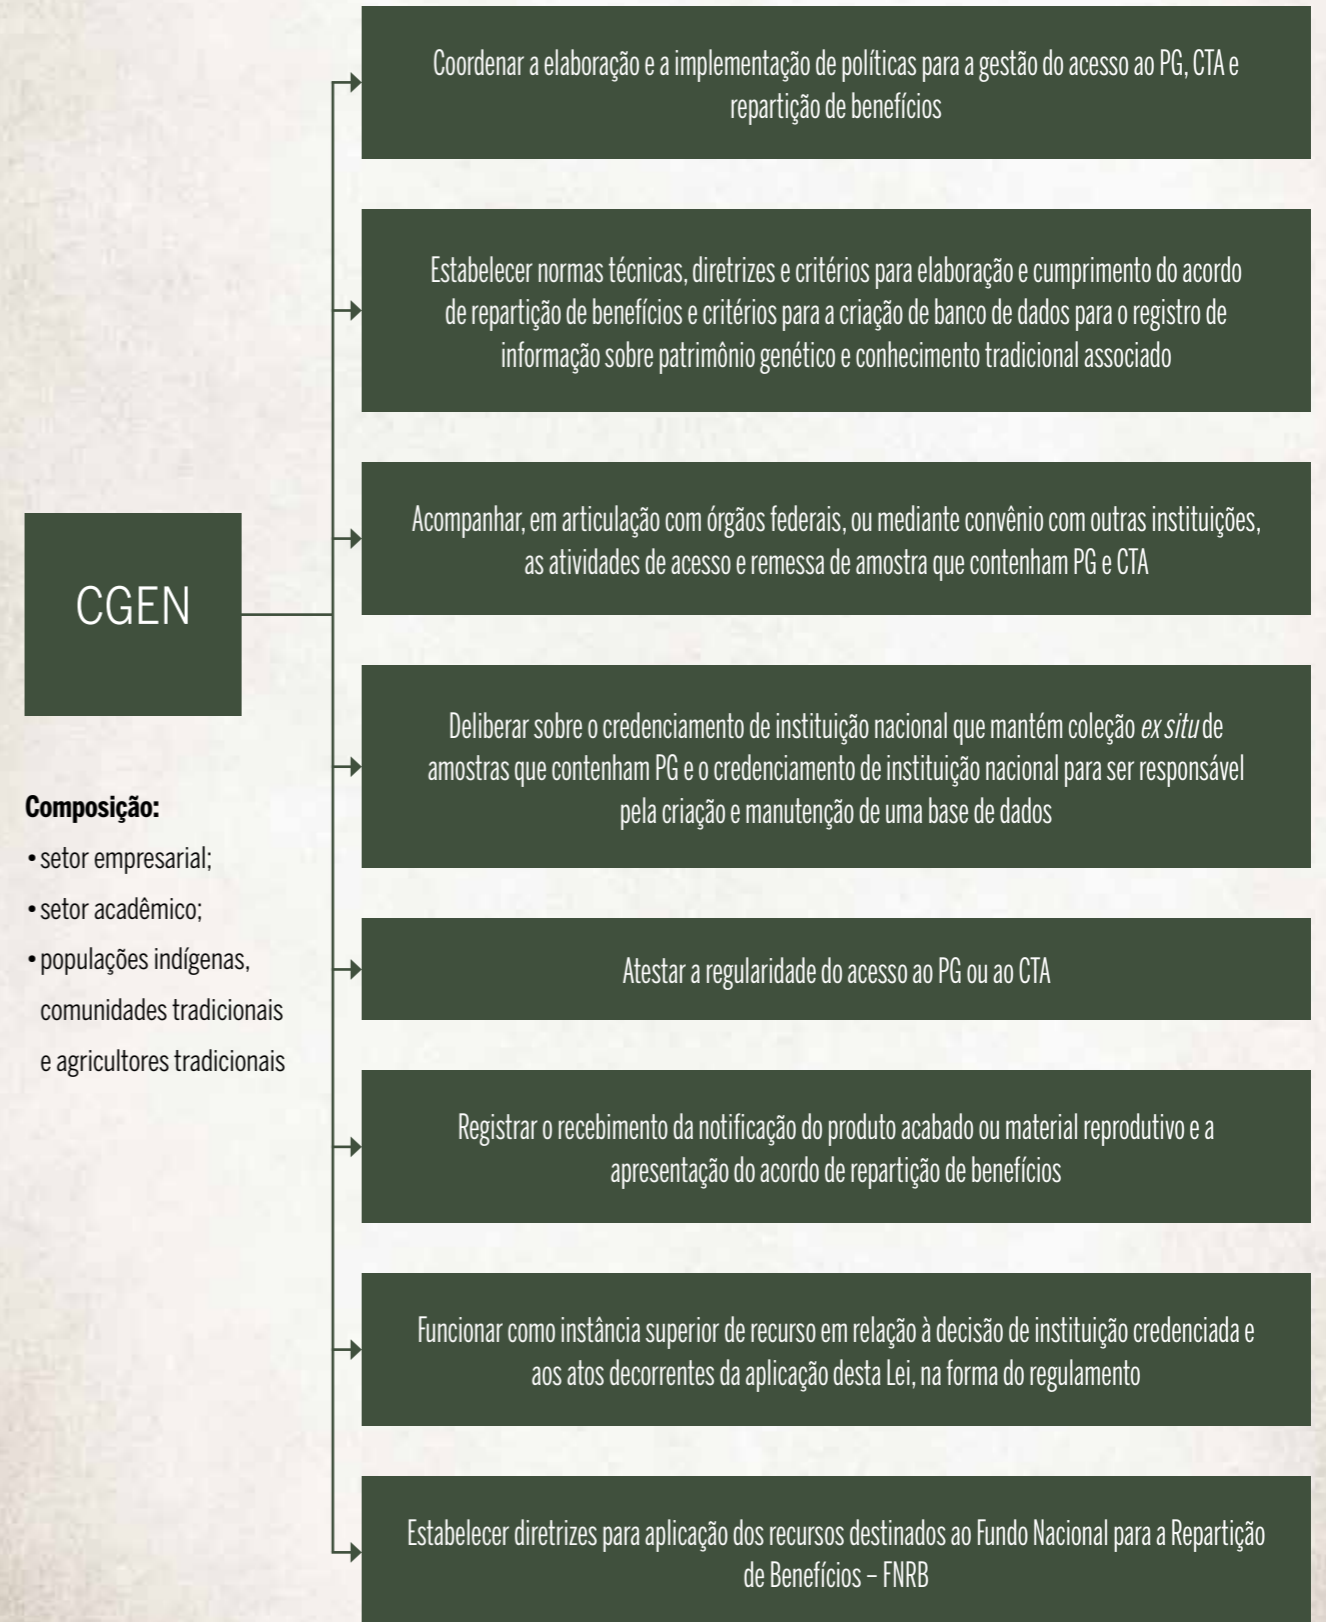 CGEN
Composição:
• setor empresarial;
• setor acadêmico;
• populações indígenas,
comunidades tradicionais
e agricultores tradicionais
Coordenar a elaboração e a implementação de políticas para a gestão do acesso ao PG, CTA e
repartição de benefícios
Estabelecer normas técnicas, diretrizes e critérios para elaboração e cumprimento do acordo
de repartição de benefícios e critérios para a criação de banco de dados para o registro de
informação sobre patrimônio genético e conhecimento tradicional associado
Acompanhar, em articulação com órgãos federais, ou mediante convênio com outras instituições,
as atividades de acesso e remessa de amostra que contenham PG e CTA
Deliberar sobre o credenciamento de instituição nacional que mantém coleção ex situ de
amostras que contenham PG e o credenciamento de instituição nacional para ser responsável
pela criação e manutenção de uma base de dados
Atestar a regularidade do acesso ao PG ou ao CTA
Registrar o recebimento da notificação do produto acabado ou material reprodutivo e a
apresentação do acordo de repartição de benefícios
Funcionar como instância superior de recurso em relação à decisão de instituição credenciada e
aos atos decorrentes da aplicação desta Lei, na forma do regulamento
Estabelecer diretrizes para aplicação dos recursos destinados ao Fundo Nacional para a Repartição
de Benefícios – FNRB